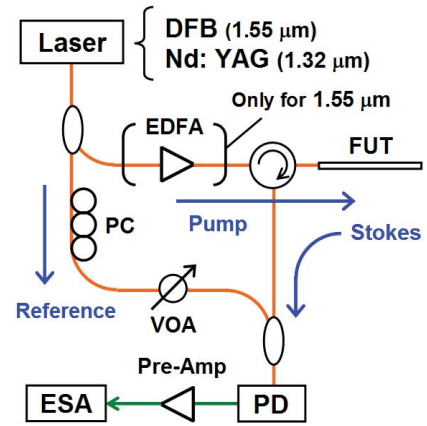 Laser
DFB (1.55 μm)
Nd: YAG (1.32 μm)
Only for 1.55 μm
EDFA
FUT
PC
Pump
Stokes
Reference
VOA
Pre-Amp
ESA
PD